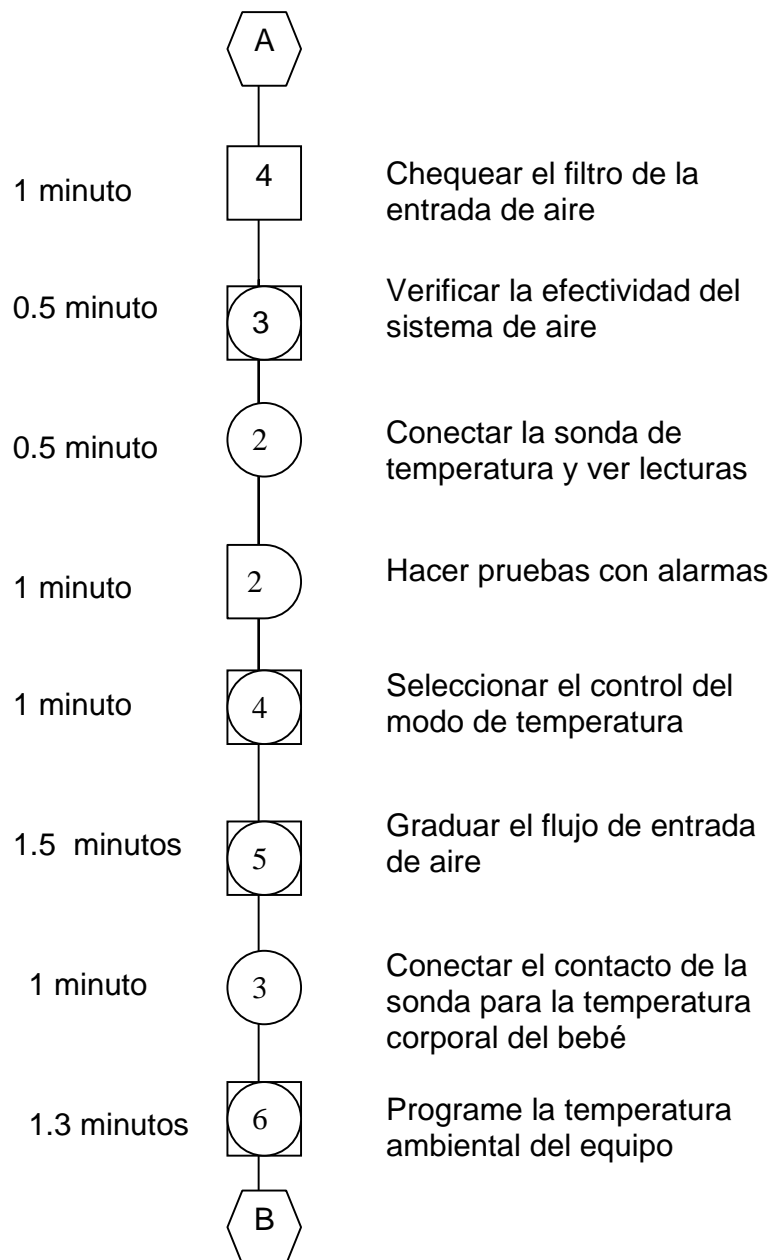 A
1 minuto
4
Chequear el filtro de la
entrada de aire
0.5 minuto
3
Verificar la efectividad del
sistema de aire
0.5 minuto
2
Conectar la sonda de
temperatura y ver lecturas
1 minuto
2
Hacer pruebas con alarmas
1 minuto
4
Seleccionar el control del
modo de temperatura
1.5 minutos
5
Graduar el flujo de entrada
de aire
1 minuto
3
Conectar el contacto de la
sonda para la temperatura
corporal del bebé
1.3 minutos
6
Programe la temperatura
ambiental del equipo
B